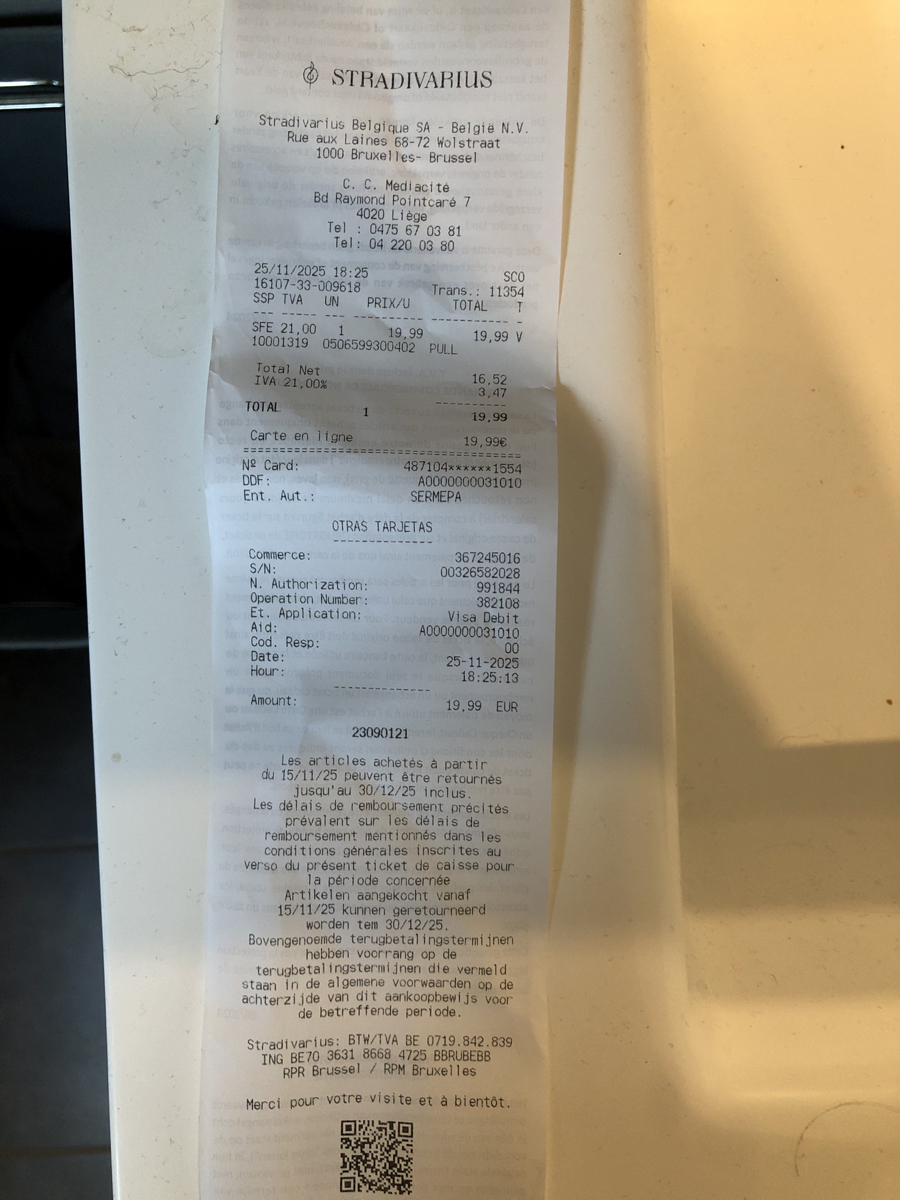 STRADIVARIUS
Stradivarius Belgique SA - België N.V.
Rue aux Laines 68-72 Wolstraat
1000 Bruxelles- Brussel
C. C. Mediacité
Bd Raymond Pointcaré 7
4020 Liège
Tel : 0475 67 03 81
Tel: 04 220 03 80
25/11/2025 18:25 SCO
16107-33-009618 Trans.: 11354
SSP TVA UN PRIX/U TOTAL T
--- ----- --- ---------- ----------- -
SFE 21,00 1 19,99 19,99 V
10001319 0506599300402 PULL
Total Net 16,52
IVA 21,00% 3,47
----------
TOTAL 1 19,99
Carte en ligne 19,99€
========================================
Nº Card: 487104******1554
DDF: A0000000031010
Ent. Aut.: SERMEPA
OTRAS TARJETAS
-------------
Commerce: 367245016
S/N: 00326582028
N. Authorization: 991844
Operation Number: 382108
Et. Application: Visa Debit
Aid: A0000000031010
Cod. Resp: 00
Date: 25-11-2025
Hour: 18:25:13
-------------
Amount: 19,99 EUR
23090121
Les articles achetés à partir
du 15/11/25 peuvent être retournés
jusqu'au 30/12/25 inclus.
Les délais de remboursement précités
prévalent sur les délais de
remboursement mentionnés dans les
conditions générales inscrites au
verso du présent ticket de caisse pour
la période concernée
Artikelen aangekocht vanaf
15/11/25 kunnen geretourneerd
worden tem 30/12/25.
Bovengenoemde terugbetalingstermijnen
hebben voorrang op de
terugbetalingstermijnen die vermeld
staan in de algemene voorwaarden op de
achterzijde van dit aankoopbewijs voor
de betreffende periode.
Stradivarius: BTW/TVA BE 0719.842.839
ING BE70 3631 8668 4725 BBRUBEBB
RPR Brussel / RPM Bruxelles
Merci pour votre visite et à bientôt.